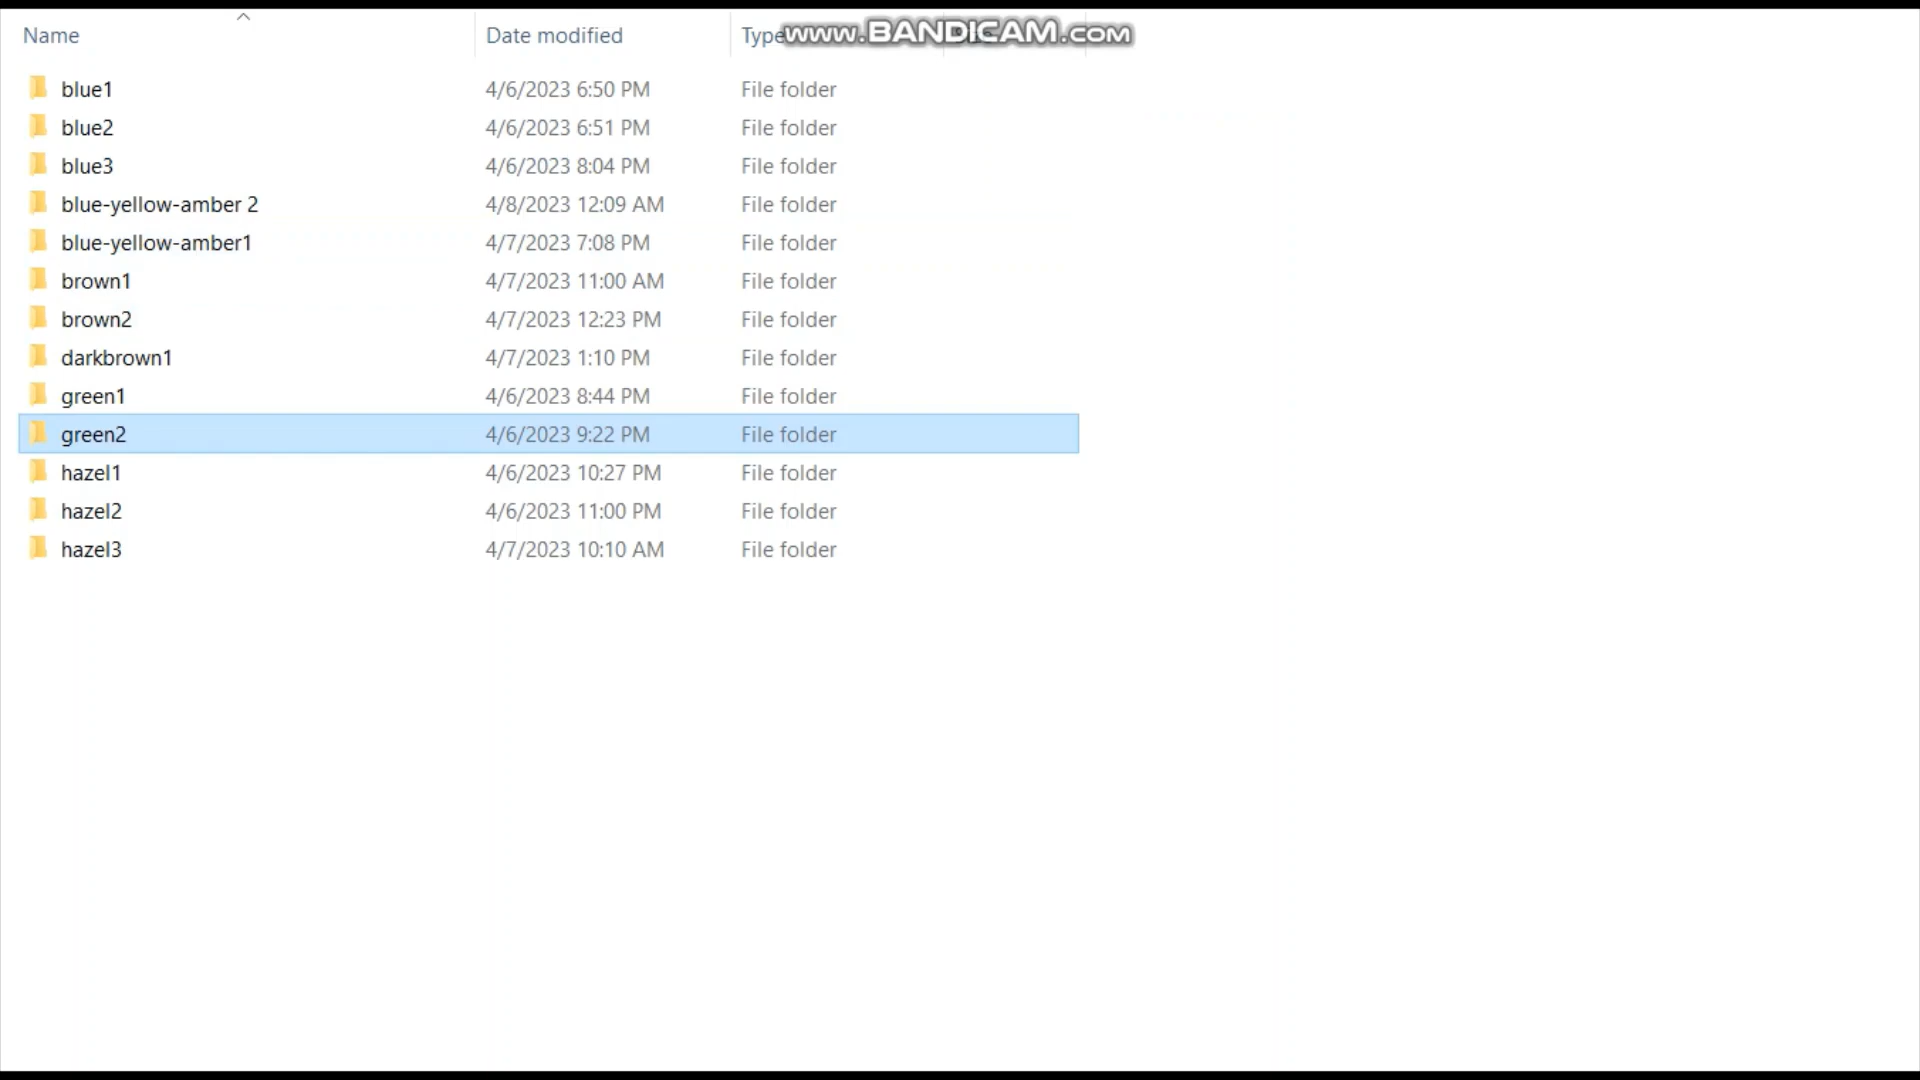 Name Date modified Type www.BANDICAM.com
blue1 4/6/2023 6:50 PM File folder
blue2 4/6/2023 6:51 PM File folder
blue3 4/6/2023 8:04 PM File folder
blue-yellow-amber 2 4/8/2023 12:09 AM File folder
blue-yellow-amber1 4/7/2023 7:08 PM File folder
brown1 4/7/2023 11:00 AM File folder
brown2 4/7/2023 12:23 PM File folder
darkbrown1 4/7/2023 1:10 PM File folder
green1 4/6/2023 8:44 PM File folder
green2 4/6/2023 9:22 PM File folder
hazel1 4/6/2023 10:27 PM File folder
hazel2 4/6/2023 11:00 PM File folder
hazel3 4/7/2023 10:10 AM File folder